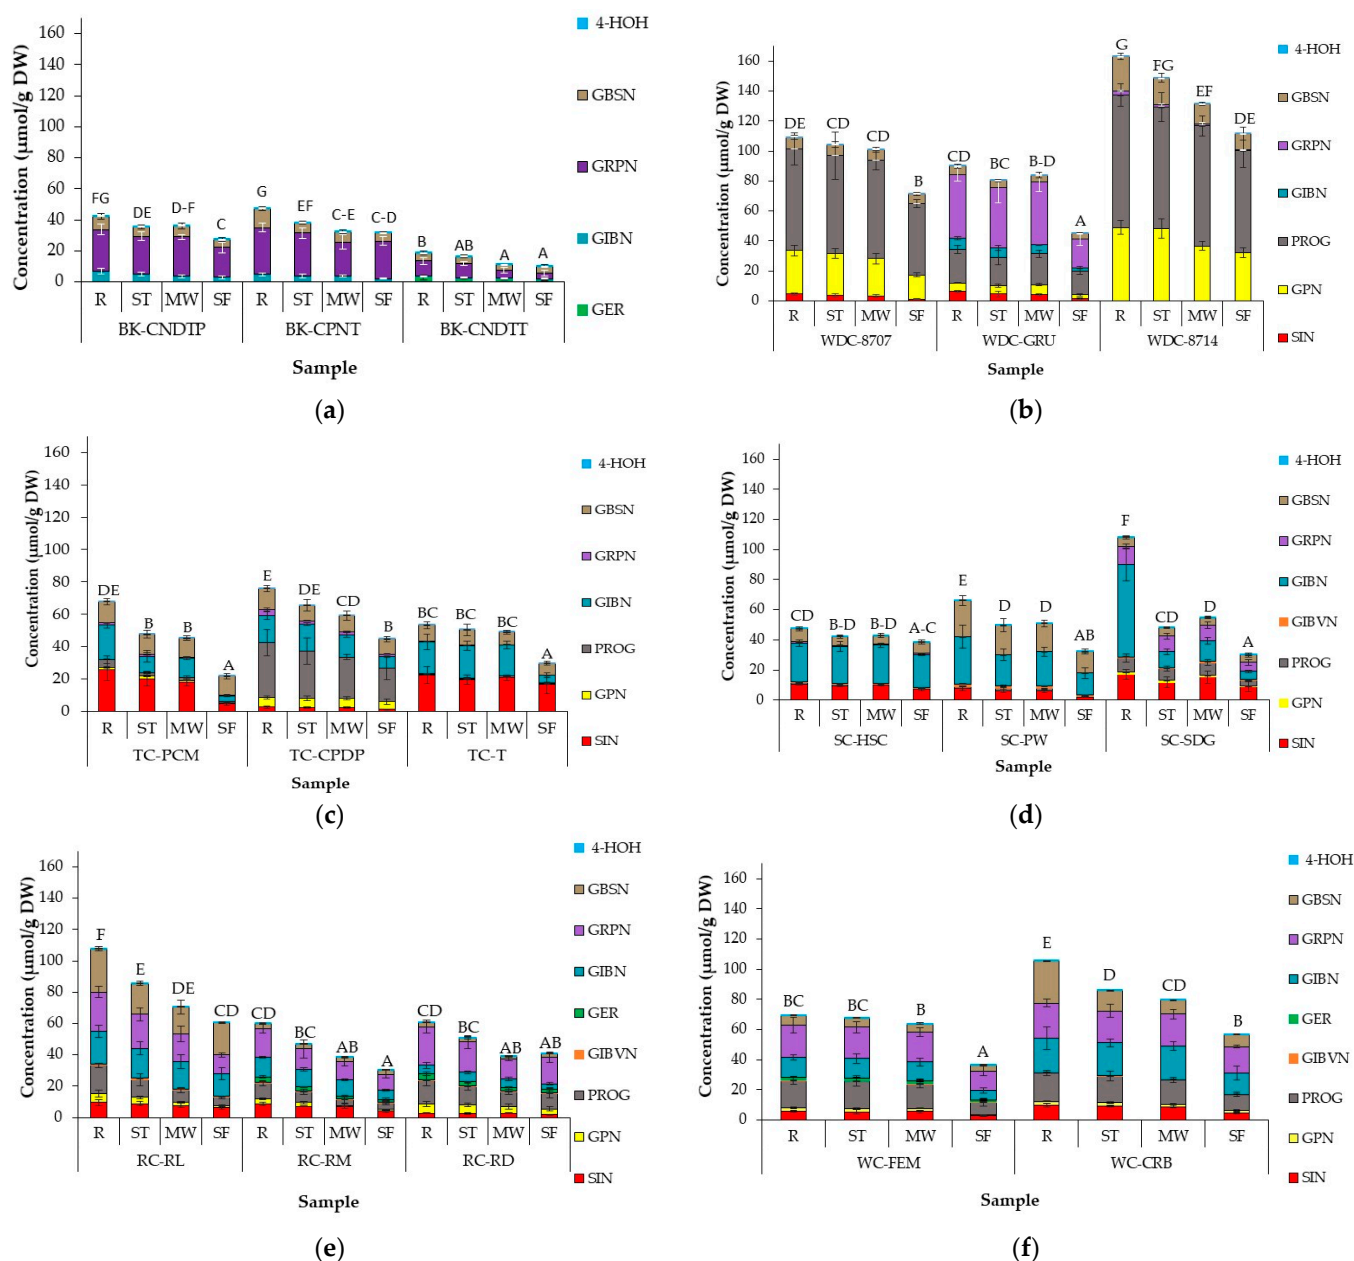 Concentration (µmol/g DW)
160
140
120
100
80
60
40
20
0
FG DE D-F C G EF C-E C-D B AB A A
R ST MW SF R ST MW SF R ST MW SF
BK-CNDTP BK-CPNT BK-CNDTT
Sample
4-HOH
GBSN
GRPN
GIBN
GER
(a)
Concentration (µmol/g DW)
160
140
120
100
80
60
40
20
0
DE CD CD B CD BC B-D A G FG EF DE
R ST MW SF R ST MW SF R ST MW SF
WDC-8707 WDC-GRU WDC-8714
Sample
4-HOH
GBSN
GRPN
GIBN
PROG
GPN
SIN
(b)
Concentration (µmol/g DW)
160
140
120
100
80
60
40
20
0
DE B B A E DE CD B BC BC BC A
R ST MW SF R ST MW SF R ST MW SF
TC-PCM TC-CPDP TC-T
Sample
4-HOH
GBSN
GRPN
GIBN
PROG
GPN
SIN
(c)
Concentration (µmol/g DW)
160
140
120
100
80
60
40
20
0
CD B-D B-D A-C E D D AB F CD D A
R ST MW SF R ST MW SF R ST MW SF
SC-HSC SC-PW SC-SDG
Sample
4-HOH
GBSN
GRPN
GIBN
GIBVN
PROG
GPN
SIN
(d)
Concentration (µmol/g DW)
160
140
120
100
80
60
40
20
0
F E DE CD CD BC AB A CD BC AB AB
R ST MW SF R ST MW SF R ST MW SF
RC-RL RC-RM RC-RD
Sample
4-HOH
GBSN
GRPN
GIBN
GER
GIBVN
PROG
GPN
SIN
(e)
Concentration (µmol/g DW)
160
140
120
100
80
60
40
20
0
BC BC B A E D CD B
R ST MW SF R ST MW SF
WC-FEM WC-CRB
Sample
4-HOH
GBSN
GRPN
GIBN
GER
GIBVN
PROG
GPN
SIN
(f)